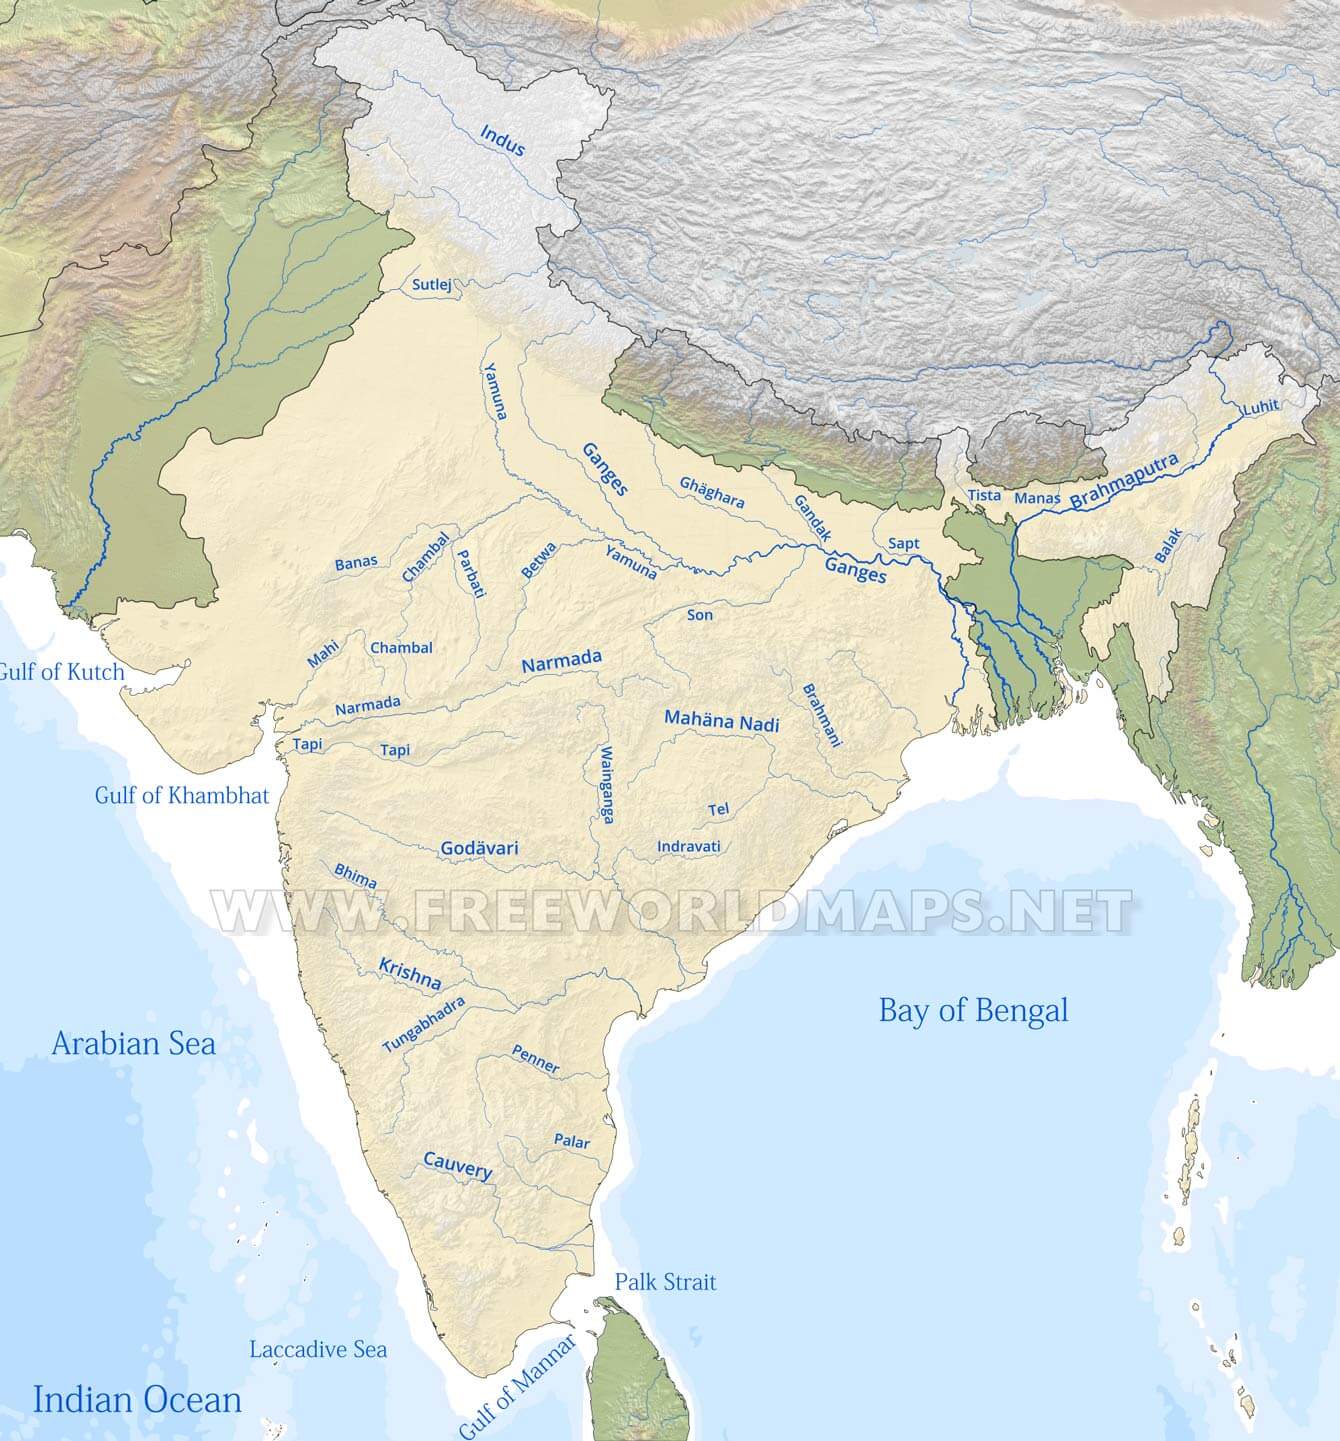 Indus
Sutlej
Yamuna
Ganges
Luhit
Ghäghara
Gandak
Tista
Manas
Brahmaputra
Sapt
Balak
Banas
Chambal
Parbati
Betwa
Yamuna
Ganges
Son
Mahi
Chambal
Narmada
Gulf of Kutch
Narmada
Brahmani
Mahäna Nadi
Tapi
Tapi
Wainganga
Gulf of Khambhat
Tel
Godävari
Indravati
Bhima
WWW.FREEWORLDMAPS.NET
Krishna
Tungabhadra
Bay of Bengal
Arabian Sea
Penner
Palar
Cauvery
Palk Strait
Laccadive Sea
Gulf of Mannar
Indian Ocean